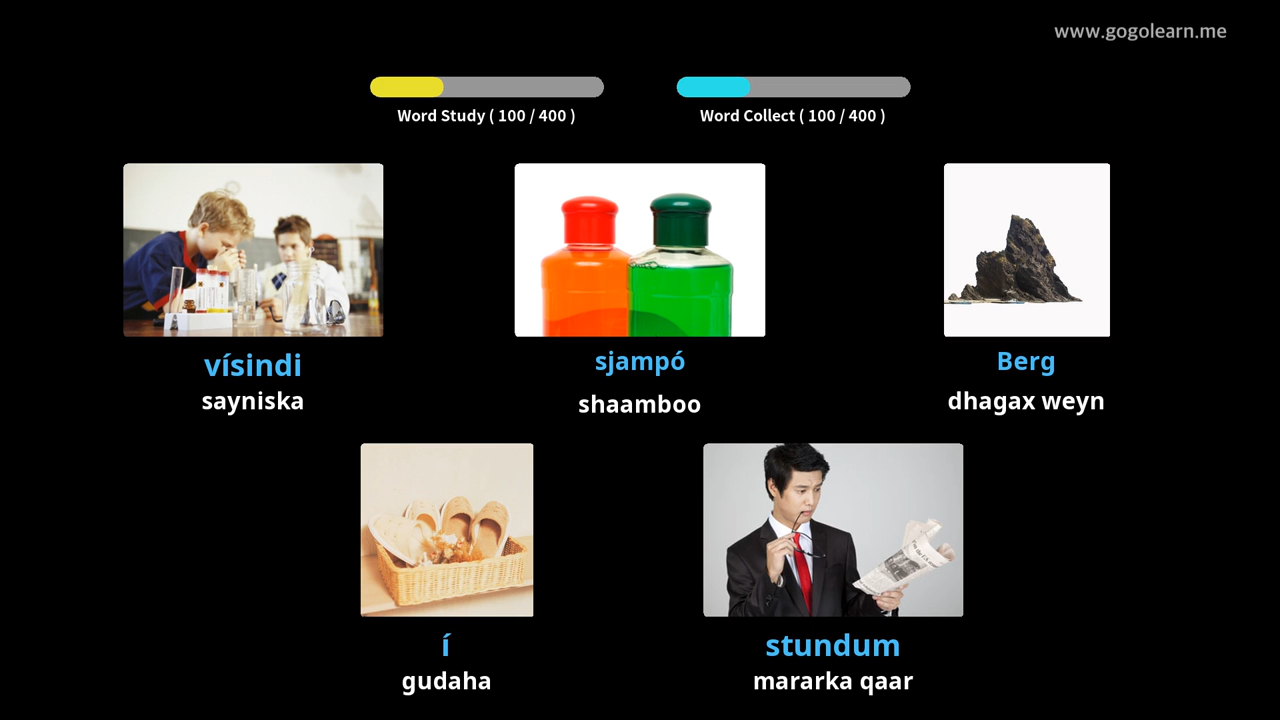 www.gogolearn.me
Word Study ( 100 / 400 )
Word Collect ( 100 / 400 )
vísindi
sayniska
sjampó
shaamboo
Berg
dhagax weyn
í
gudaha
stundum
mararka qaar